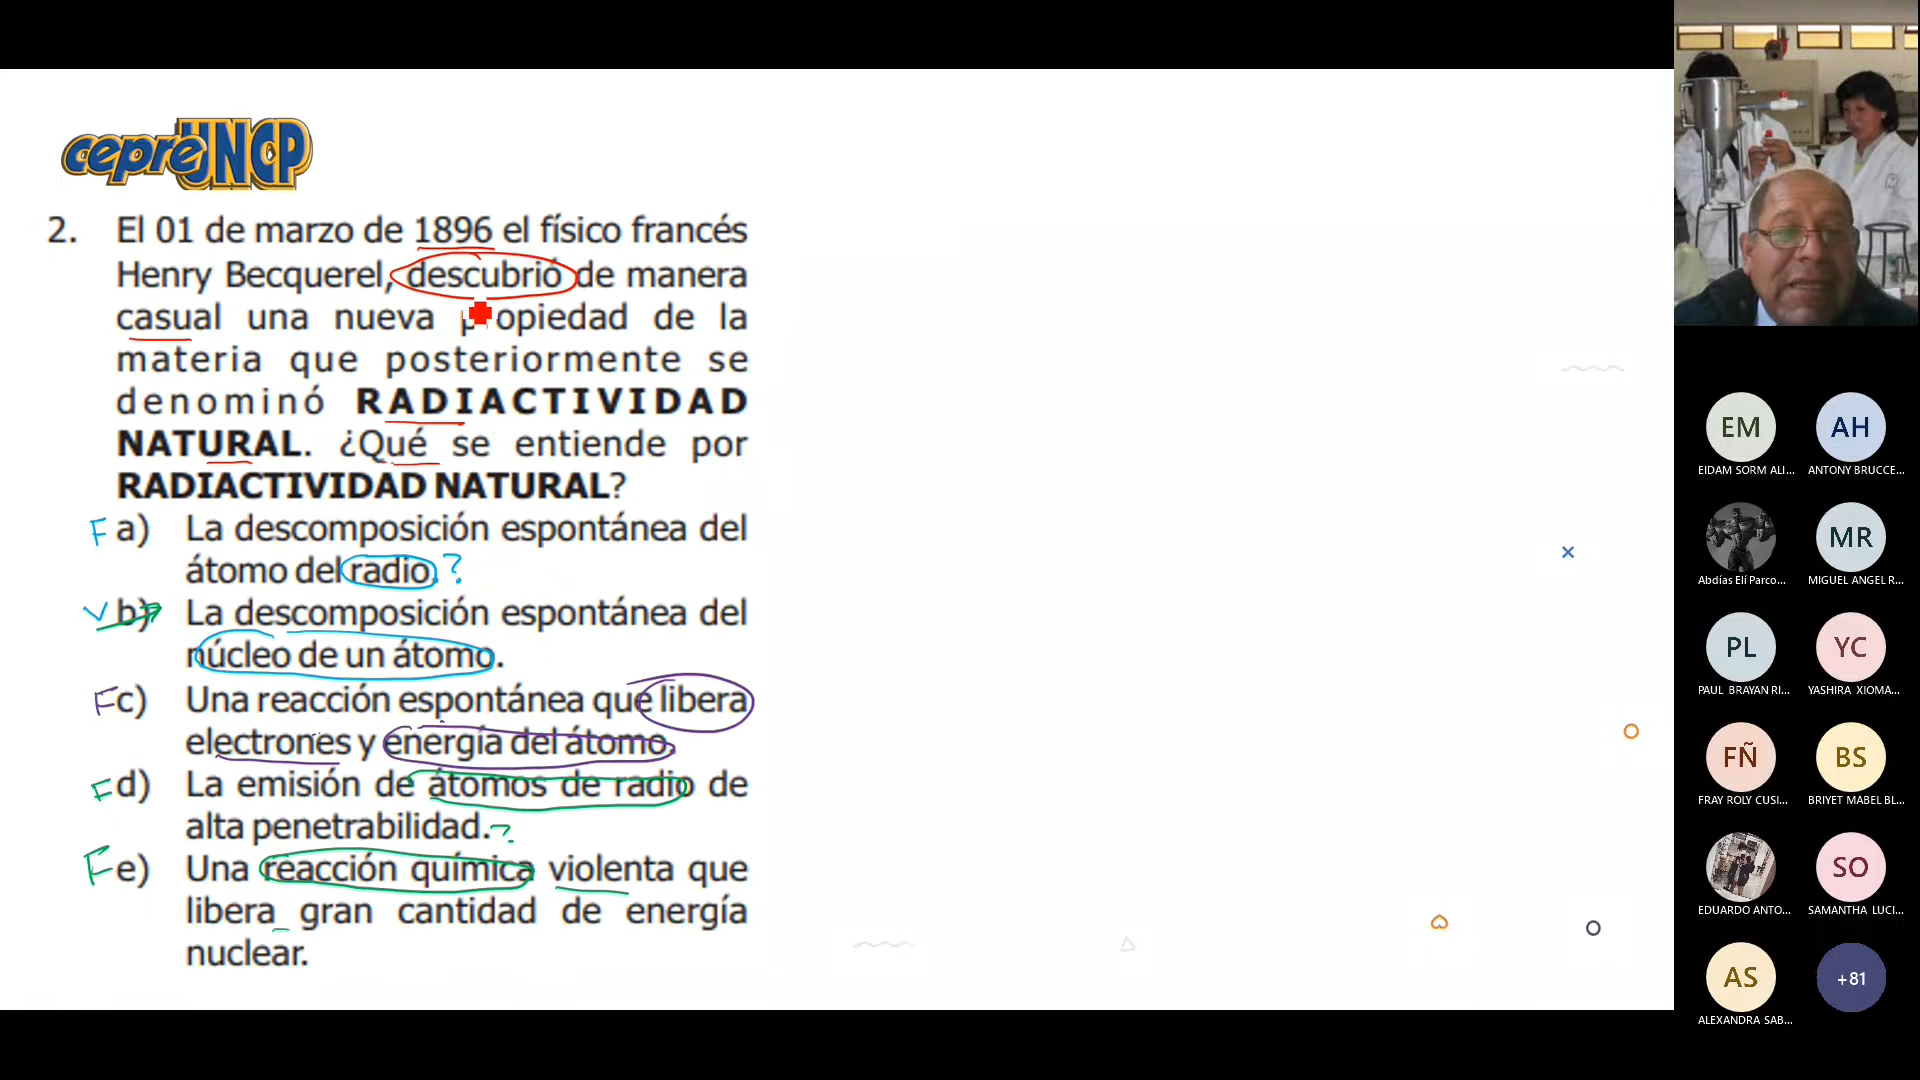 cepreUNCP
2. El 01 de marzo de 1896 el físico francés
Henry Becquerel, descubrió de manera
casual una nueva propiedad de la
materia que posteriormente se
denominó RADIACTIVIDAD
NATURAL. ¿Qué se entiende por
RADIACTIVIDAD NATURAL?
F a) La descomposición espontánea del
átomo del radio. ?
V b) La descomposición espontánea del
núcleo de un átomo.
F c) Una reacción espontánea que libera
electrones y energía del átomo.
F d) La emisión de átomos de radio de
alta penetrabilidad. ?
F e) Una reacción química violenta que
libera gran cantidad de energía
nuclear.
EM
EIDAM SORM ALI...
AH
ANTONY BRUCCE...
Abdías Elí Parco...
MR
MIGUEL ANGEL R...
PL
PAUL BRAYAN RI...
YC
YASHIRA XIOMA...
FÑ
FRAY ROLY CUSI...
BS
BRIYET MABEL BL...
EDUARDO ANTO...
SO
SAMANTHA LUCI...
AS
ALEXANDRA SAB...
+81